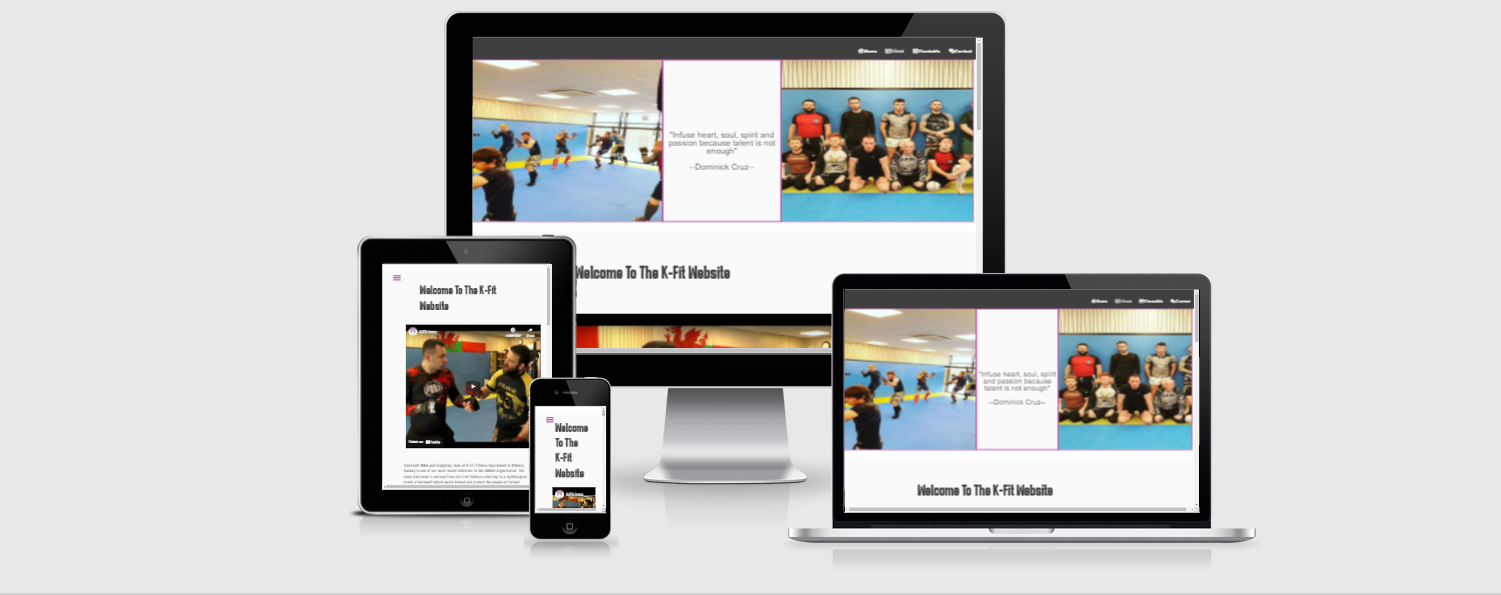 Home About Timetable Contact
"Infuse heart, soul, spirit and
passion because talent is not
enough"
--Dominick Cruz--
Welcome To The K-Fit Website
Welcome To The K-Fit
Website
Watch on YouTube
Welcome
To The
K-Fit
Website
Home About Timetable Contact
"Infuse heart, soul, spirit
and passion because
talent is not enough"
--Dominick Cruz--
Welcome To The K-Fit Website